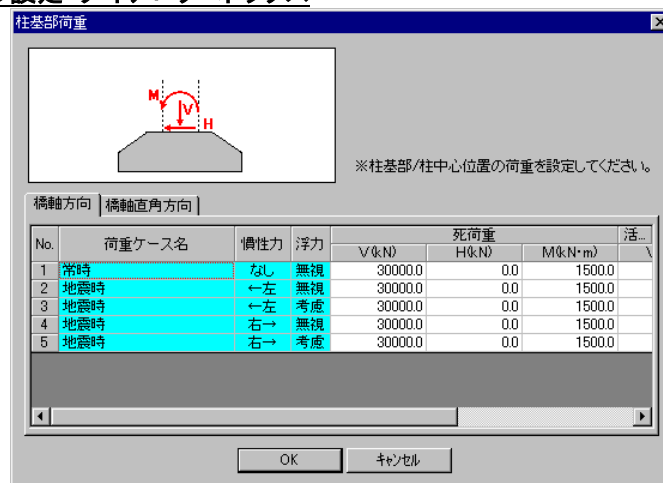 柱基部荷重
M
V
H
※柱基部/柱中心位置の荷重を設定してください。
橋軸方向 橋軸直角方向
No. 荷重ケース名 慣性力 浮力 死荷重 活...
V(kN) H(kN) M(kN・m)
1 常時 なし 無視 30000.0 0.0 1500.0
2 地震時 ←左 無視 30000.0 0.0 1500.0
3 地震時 ←左 考慮 30000.0 0.0 1500.0
4 地震時 右→ 無視 30000.0 0.0 1500.0
5 地震時 右→ 考慮 30000.0 0.0 1500.0
OK キャンセル